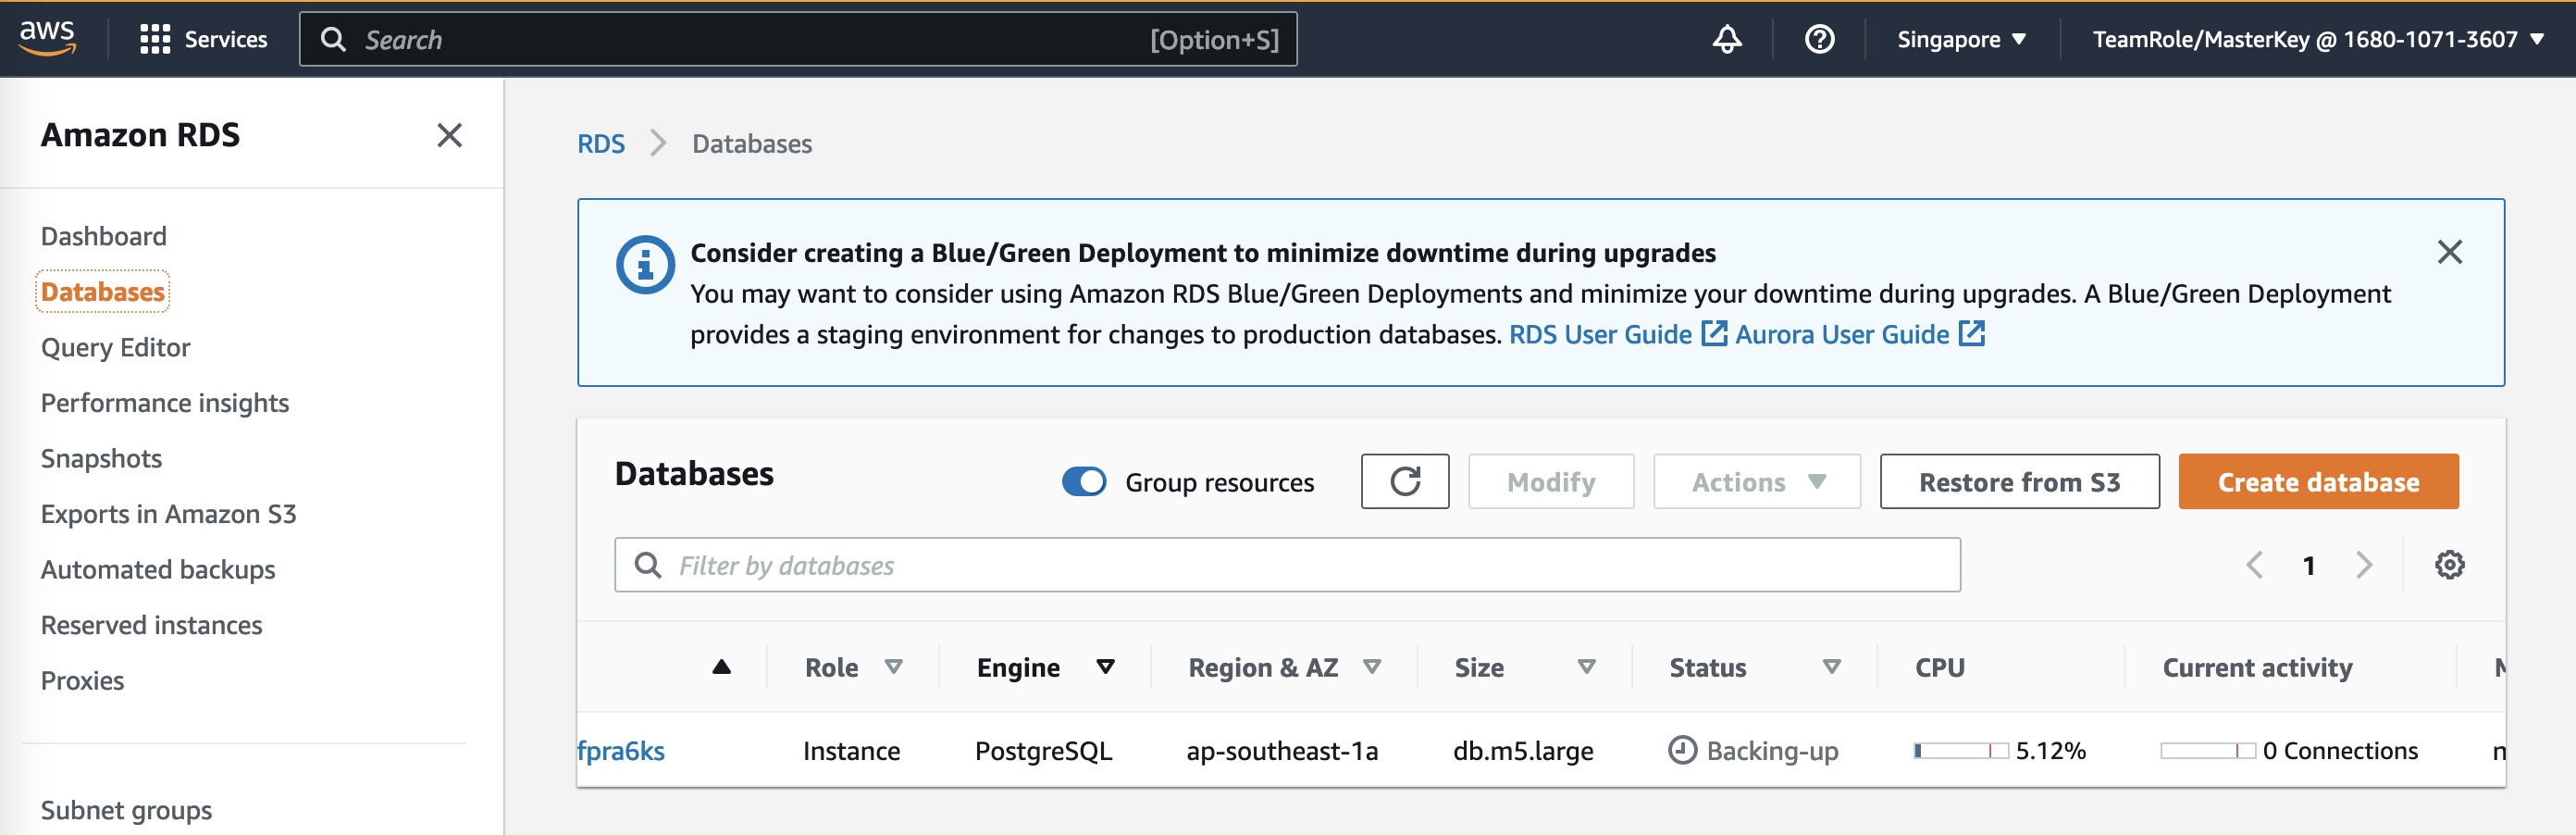 aws
Services
Search [Option+S]
Singapore
TeamRole/MasterKey @ 1680-1071-3607
Amazon RDS
Dashboard
Databases
Query Editor
Performance insights
Snapshots
Exports in Amazon S3
Automated backups
Reserved instances
Proxies
Subnet groups
RDS Databases
Consider creating a Blue/Green Deployment to minimize downtime during upgrades
You may want to consider using Amazon RDS Blue/Green Deployments and minimize your downtime during upgrades. A Blue/Green Deployment
provides a staging environment for changes to production databases. RDS User Guide Aurora User Guide
Databases
Group resources
Modify
Actions
Restore from S3
Create database
Filter by databases
1
Role Engine Region & AZ Size Status CPU Current activity
fpra6ks Instance PostgreSQL ap-southeast-1a db.m5.large Backing-up 5.12% 0 Connections